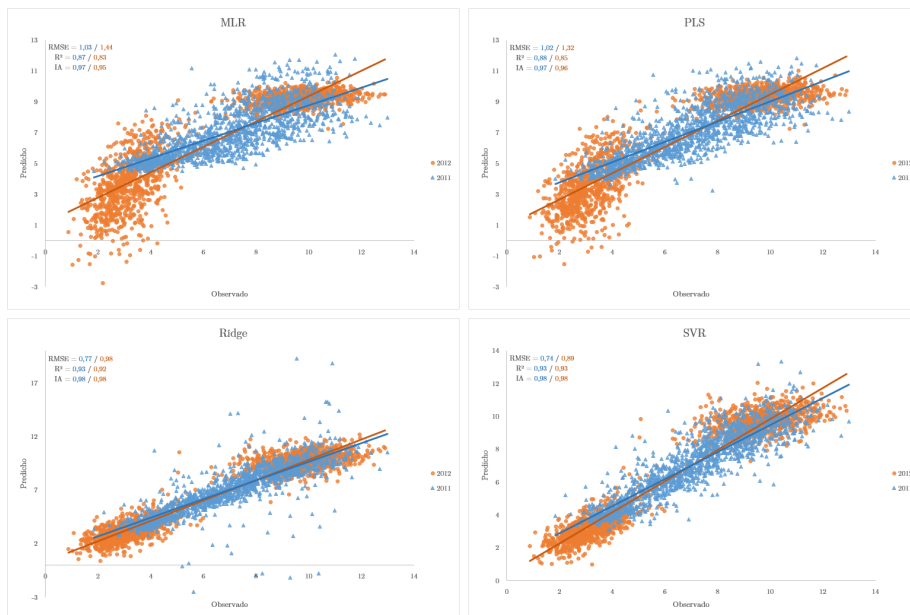 MLR
RMSE = 1,03 / 1,44
R² = 0,87 / 0,83
IA = 0,97 / 0,95
13
11
9
7
5
3
1
-1
-3
0
2
4
6
8
10
12
14
Predicho
Observado
2012
2011
PLS
RMSE = 1,02 / 1,32
R² = 0,88 / 0,85
IA = 0,97 / 0,96
13
11
9
7
5
3
1
-1
-3
0
2
4
6
8
10
12
14
Predicho
Observado
2012
2011
Ridge
RMSE = 0,77 / 0,98
R² = 0,93 / 0,92
IA = 0,98 / 0,98
17
12
7
2
-3
0
2
4
6
8
10
12
14
Predicho
Observado
2012
2011
SVR
RMSE = 0,74 / 0,89
R² = 0,93 / 0,93
IA = 0,98 / 0,98
14
12
10
8
6
4
2
0
0
2
4
6
8
10
12
14
Predicho
Observado
2012
2011